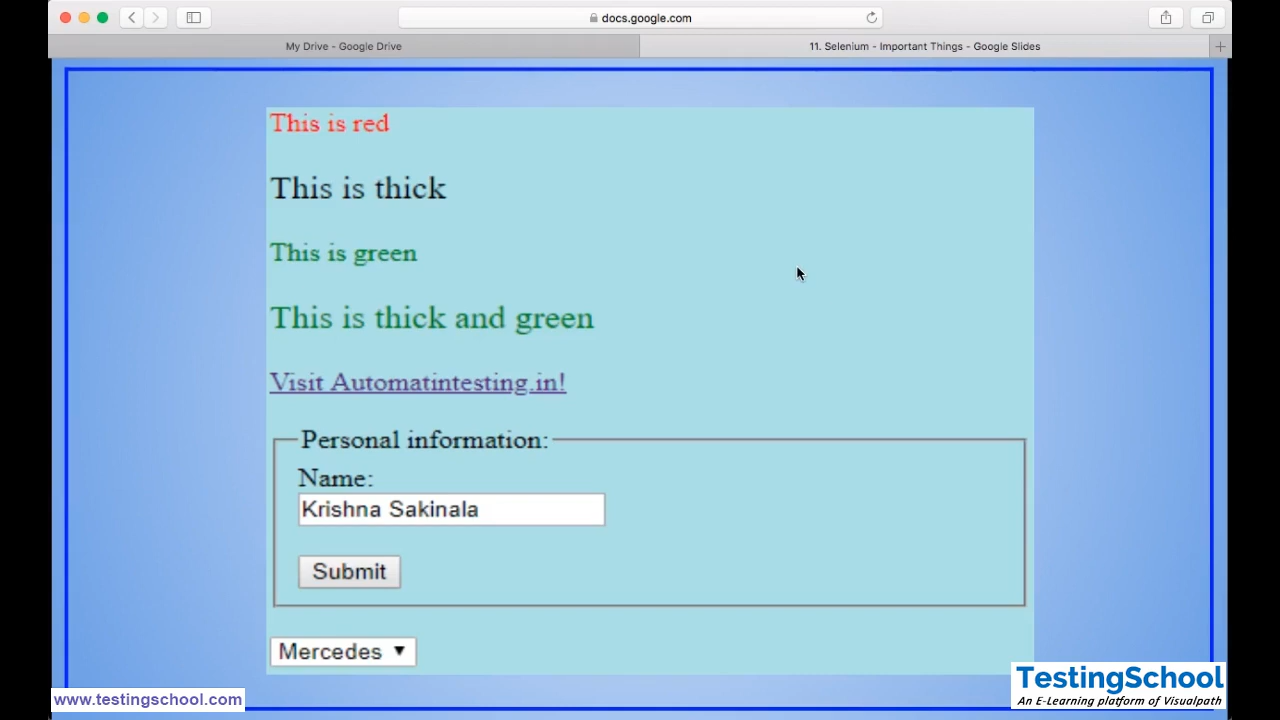 docs.google.com
My Drive - Google Drive
11. Selenium - Important Things - Google Slides
This is red
This is thick
This is green
This is thick and green
Visit Automatintesting.in!
Personal information:
Name:
Krishna Sakinala
Submit
Mercedes
www.testingschool.com
TestingSchool
An E-Learning platform of Visualpath